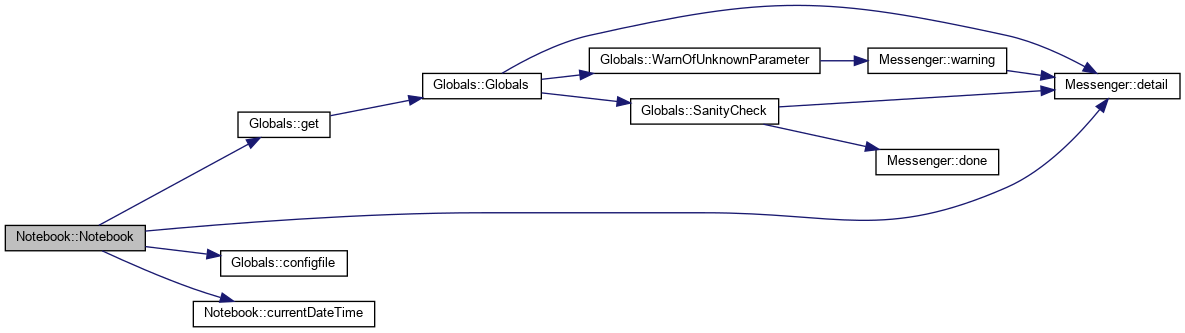 Notebook::Notebook
Globals::get
Globals::Globals
Globals::WarnOfUnknownParameter
Messenger::warning
Messenger::detail
Globals::SanityCheck
Messenger::done
Globals::configfile
Notebook::currentDateTime